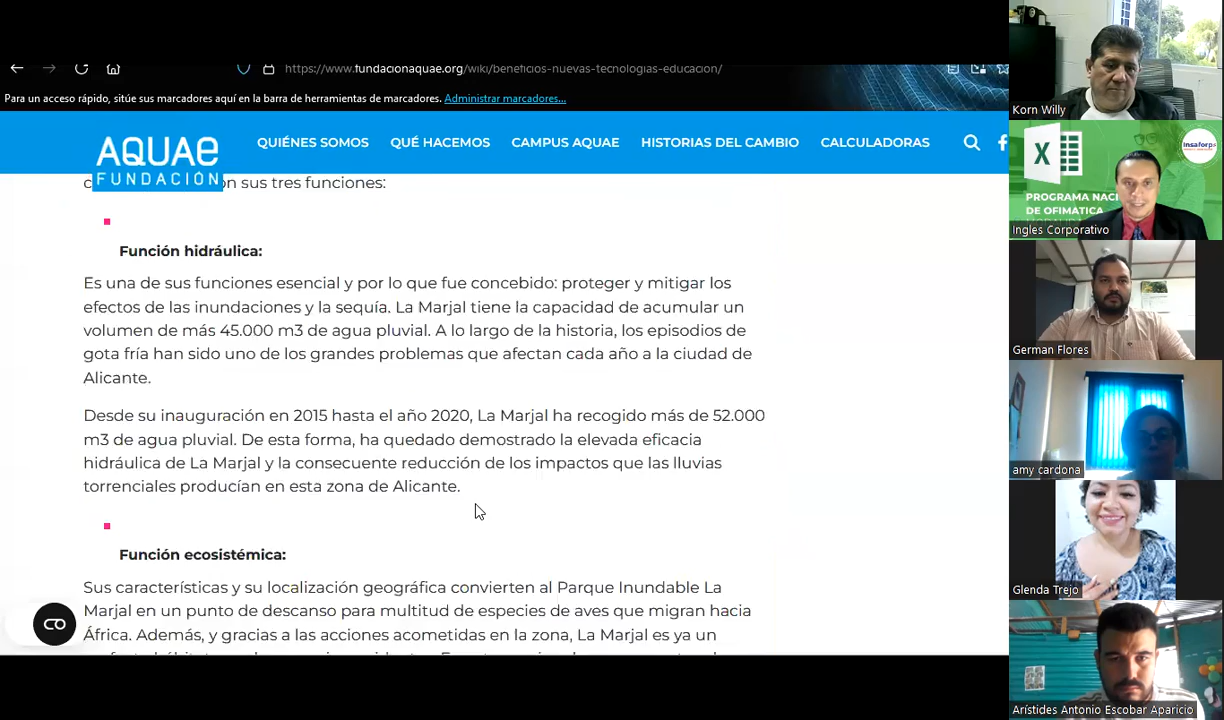 https://www.fundacionaquae.org/wiki/beneficios-nuevas-tecnologias-educacion/
Para un acceso rápido, sitúe sus marcadores aquí en la barra de herramientas de marcadores. Administrar marcadores...
AQUAE
FUNDACIÓN
QUIÉNES SOMOS
QUÉ HACEMOS
CAMPUS AQUAE
HISTORIAS DEL CAMBIO
CALCULADORAS
sus tres funciones:
Función hidráulica:
Es una de sus funciones esencial y por lo que fue concebido: proteger y mitigar los
efectos de las inundaciones y la sequía. La Marjal tiene la capacidad de acumular un
volumen de más 45.000 m3 de agua pluvial. A lo largo de la historia, los episodios de
gota fría han sido uno de los grandes problemas que afectan cada año a la ciudad de
Alicante.
Desde su inauguración en 2015 hasta el año 2020, La Marjal ha recogido más de 52.000
m3 de agua pluvial. De esta forma, ha quedado demostrado la elevada eficacia
hidráulica de La Marjal y la consecuente reducción de los impactos que las lluvias
torrenciales producían en esta zona de Alicante.
Función ecosistémica:
Sus características y su localización geográfica convierten al Parque Inundable La
Marjal en un punto de descanso para multitud de especies de aves que migran hacia
África. Además, y gracias a las acciones acometidas en la zona, La Marjal es ya un
Korn Willy
X
Insaforp
PROGRAMA NACI
DE OFIMATICA
Ingles Corporativo
German Flores
amy cardona
Glenda Trejo
Arístides Antonio Escobar Aparicio